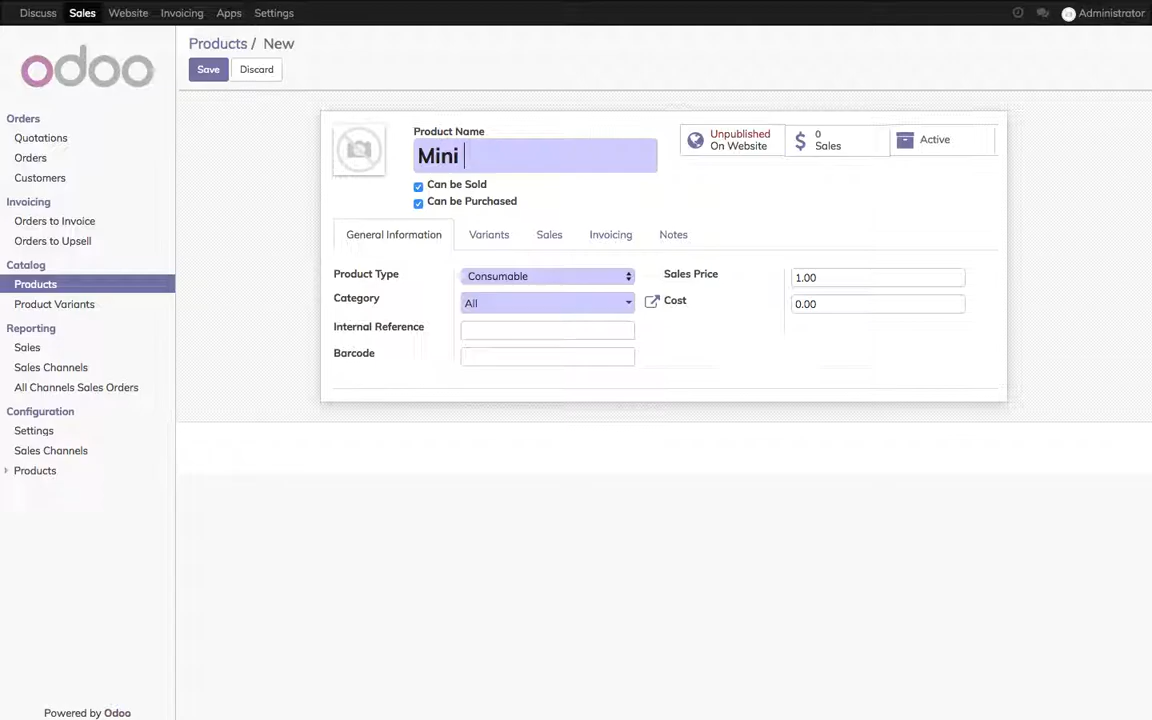 Discuss Sales Website Invoicing Apps Settings Administrator
odoo
Products / New
Save Discard
Orders
Quotations
Orders
Customers
Invoicing
Orders to Invoice
Orders to Upsell
Catalog
Products
Product Variants
Reporting
Sales
Sales Channels
All Channels Sales Orders
Configuration
Settings
Sales Channels
Products
Powered by Odoo
Product Name
Mini
Can be Sold
Can be Purchased
Unpublished
On Website
0
Sales
Active
General Information Variants Sales Invoicing Notes
Product Type Consumable
Category All
Internal Reference
Barcode
Sales Price 1.00
Cost 0.00